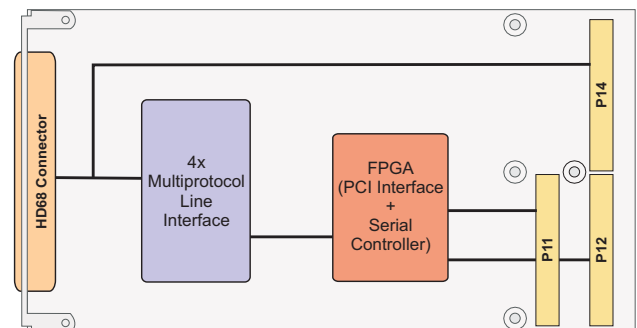 HD68 Connector
4x
Multiprotocol
Line
Interface
FPGA
(PCI Interface
+
Serial
Controller)
P14
P11
P12